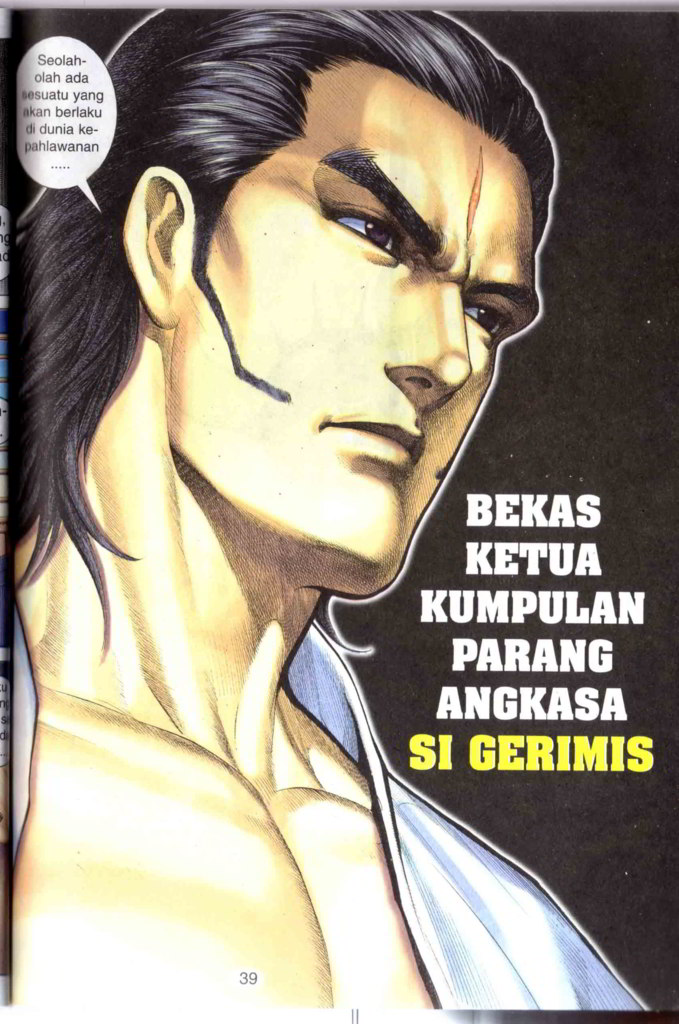 Seolah-
olah ada
sesuatu yang
akan berlaku
di dunia ke-
pahlawanan
.....
BEKAS
KETUA
KUMPULAN
PARANG
ANGKASA
SI GERIMIS
39